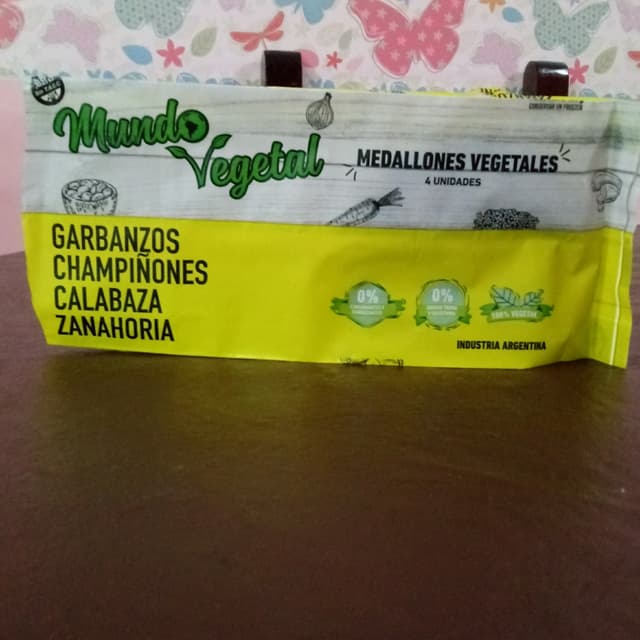 Mundo
Vegetal
MEDALLONES VEGETALES
4 UNIDADES
GARBANZOS
CHAMPIÑONES
CALABAZA
ZANAHORIA
0%
0%
100% VEGETAL
INDUSTRIA ARGENTINA